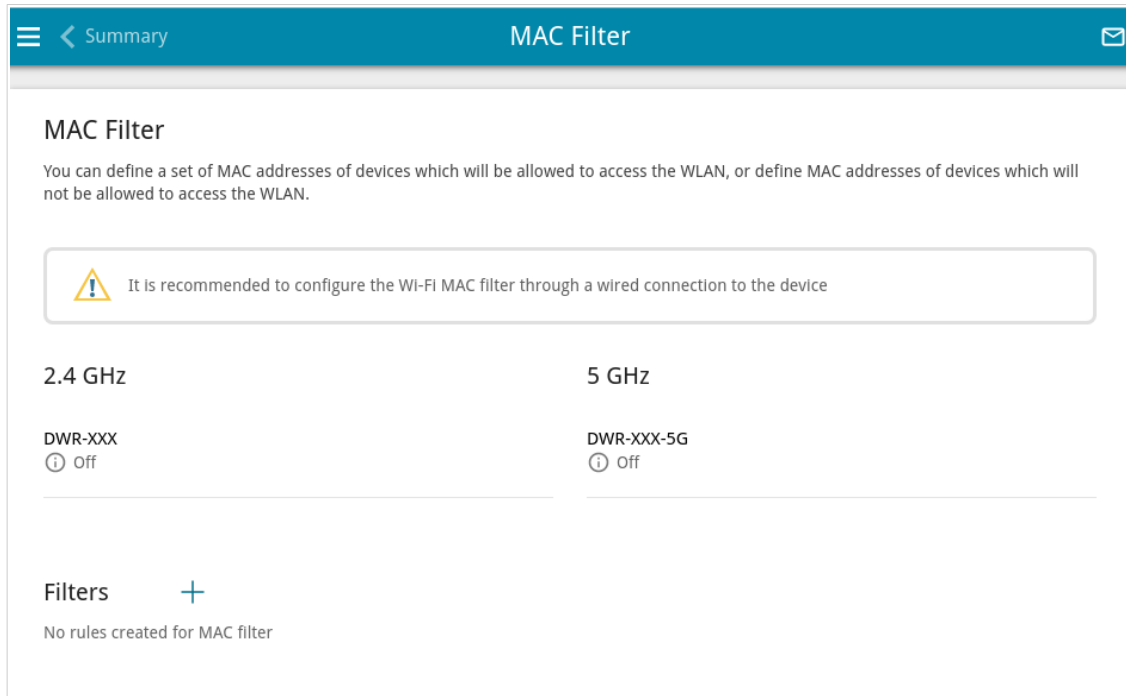 Summary
MAC Filter
MAC Filter
You can define a set of MAC addresses of devices which will be allowed to access the WLAN, or define MAC addresses of devices which will
not be allowed to access the WLAN.
It is recommended to configure the Wi-Fi MAC filter through a wired connection to the device
2.4 GHz
5 GHz
DWR-XXX
Off
DWR-XXX-5G
Off
Filters
No rules created for MAC filter